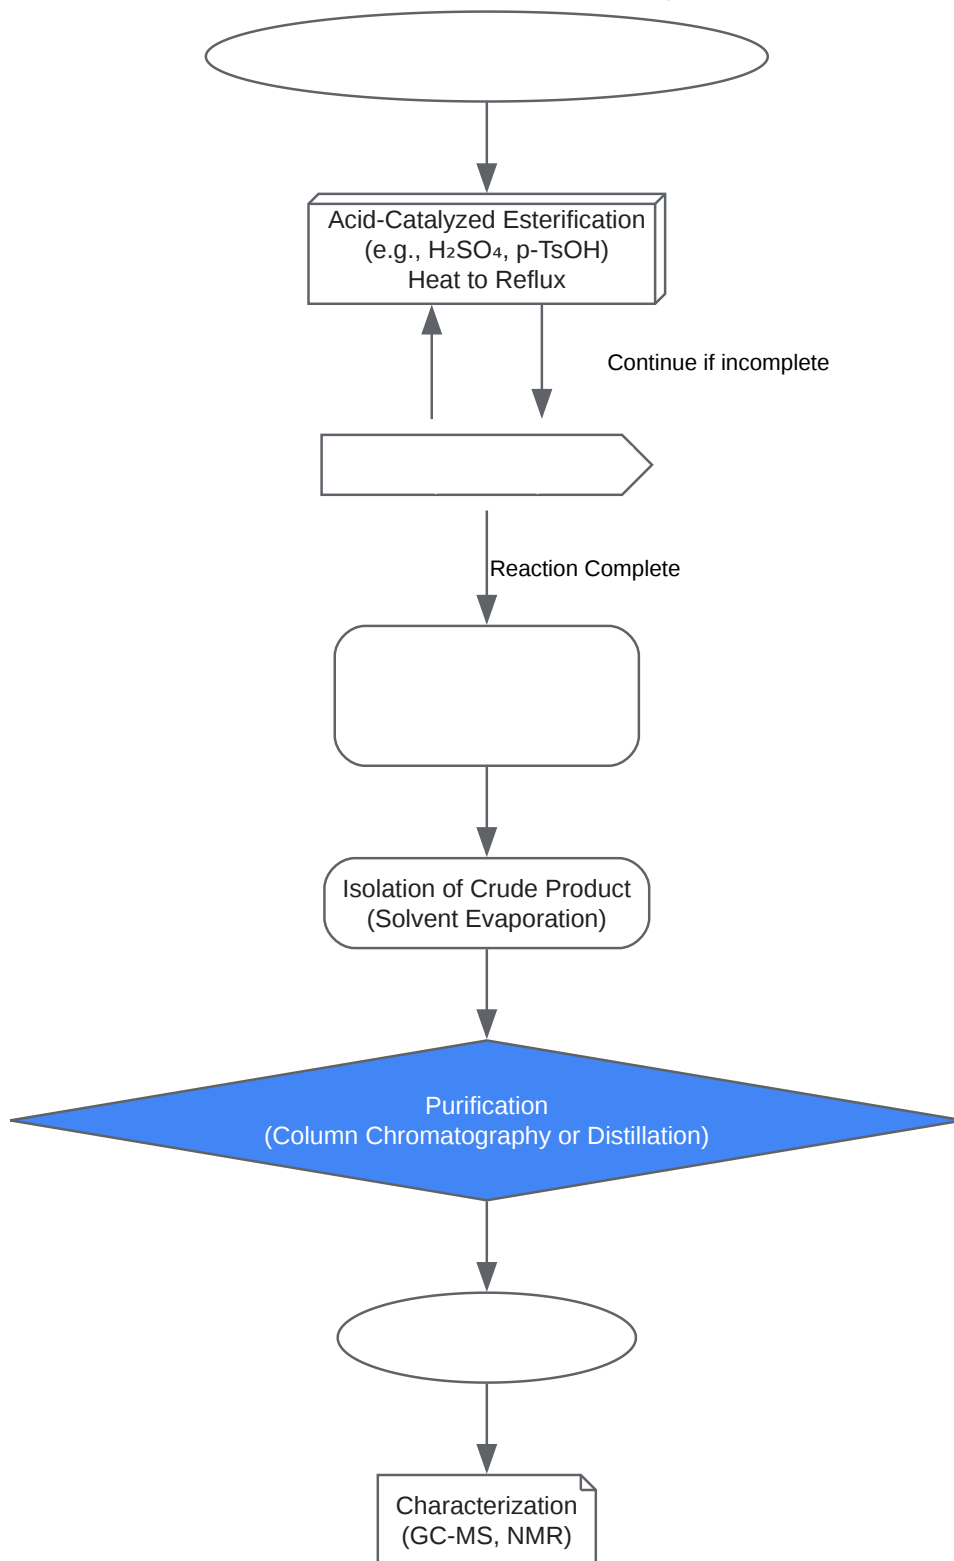 Acid-Catalyzed Esterification
(e.g., H₂SO₄, p-TsOH)
Heat to Reflux
Continue if incomplete
Reaction Complete
Isolation of Crude Product
(Solvent Evaporation)
Purification
(Column Chromatography or Distillation)
Characterization
(GC-MS, NMR)